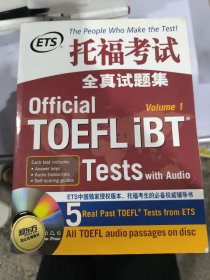 The People Who Make the Test!
ETS
托福考试
全真试题集
Official
Volume 1
TOEFL iBT
Tests with Audio
Each test includes:
• Answer keys
• Audio transcripts
• Self-scoring guides
ETS中国独家授权版本，托福考生的必备权威辅导书
新东方
5 Real Past TOEFL® Tests from ETS
All TOEFL audio passages on disc